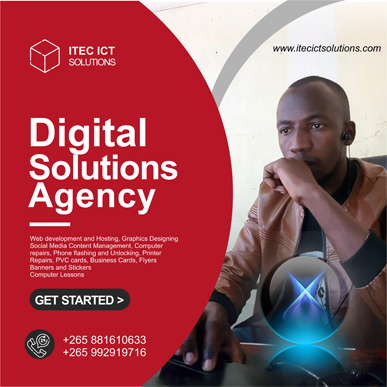 ITEC ICT
SOLUTIONS
www.itecictsolutions.com
Digital
Solutions
Agency
Web development and Hosting, Graphics Designing
Social Media Content Management, Computer
repairs, Phone flashing and Unlocking, Printer
Repairs, PVC cards, Business Cards, Flyers
Banners and Stickers
Computer Lessons
GET STARTED >
+265 881610633
+265 992919716